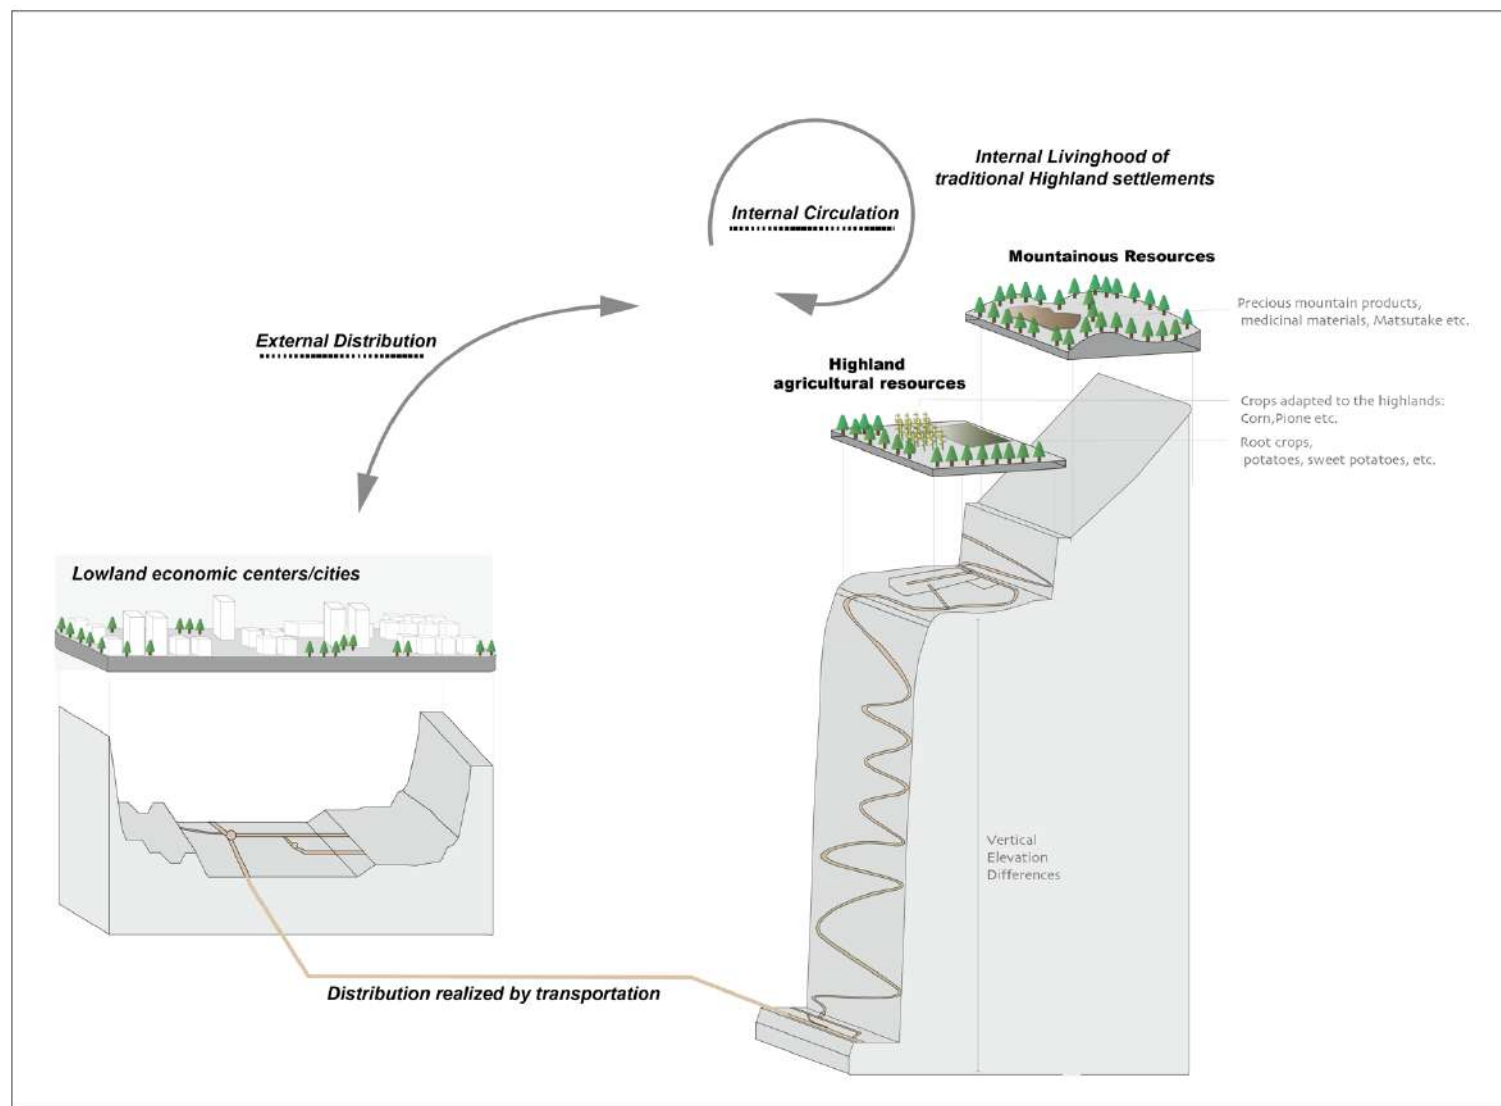 Internal Livinghood of
traditional Highland settlements
Internal Circulation
Mountainous Resources
Precious mountain products,
medicinal materials, Matsutake etc.
External Distribution
Highland
agricultural resources
Crops adapted to the highlands:
Corn,Pione etc.
Root crops,
potatoes, sweet potatoes, etc.
Lowland economic centers/cities
Vertical
Elevation
Differences
Distribution realized by transportation